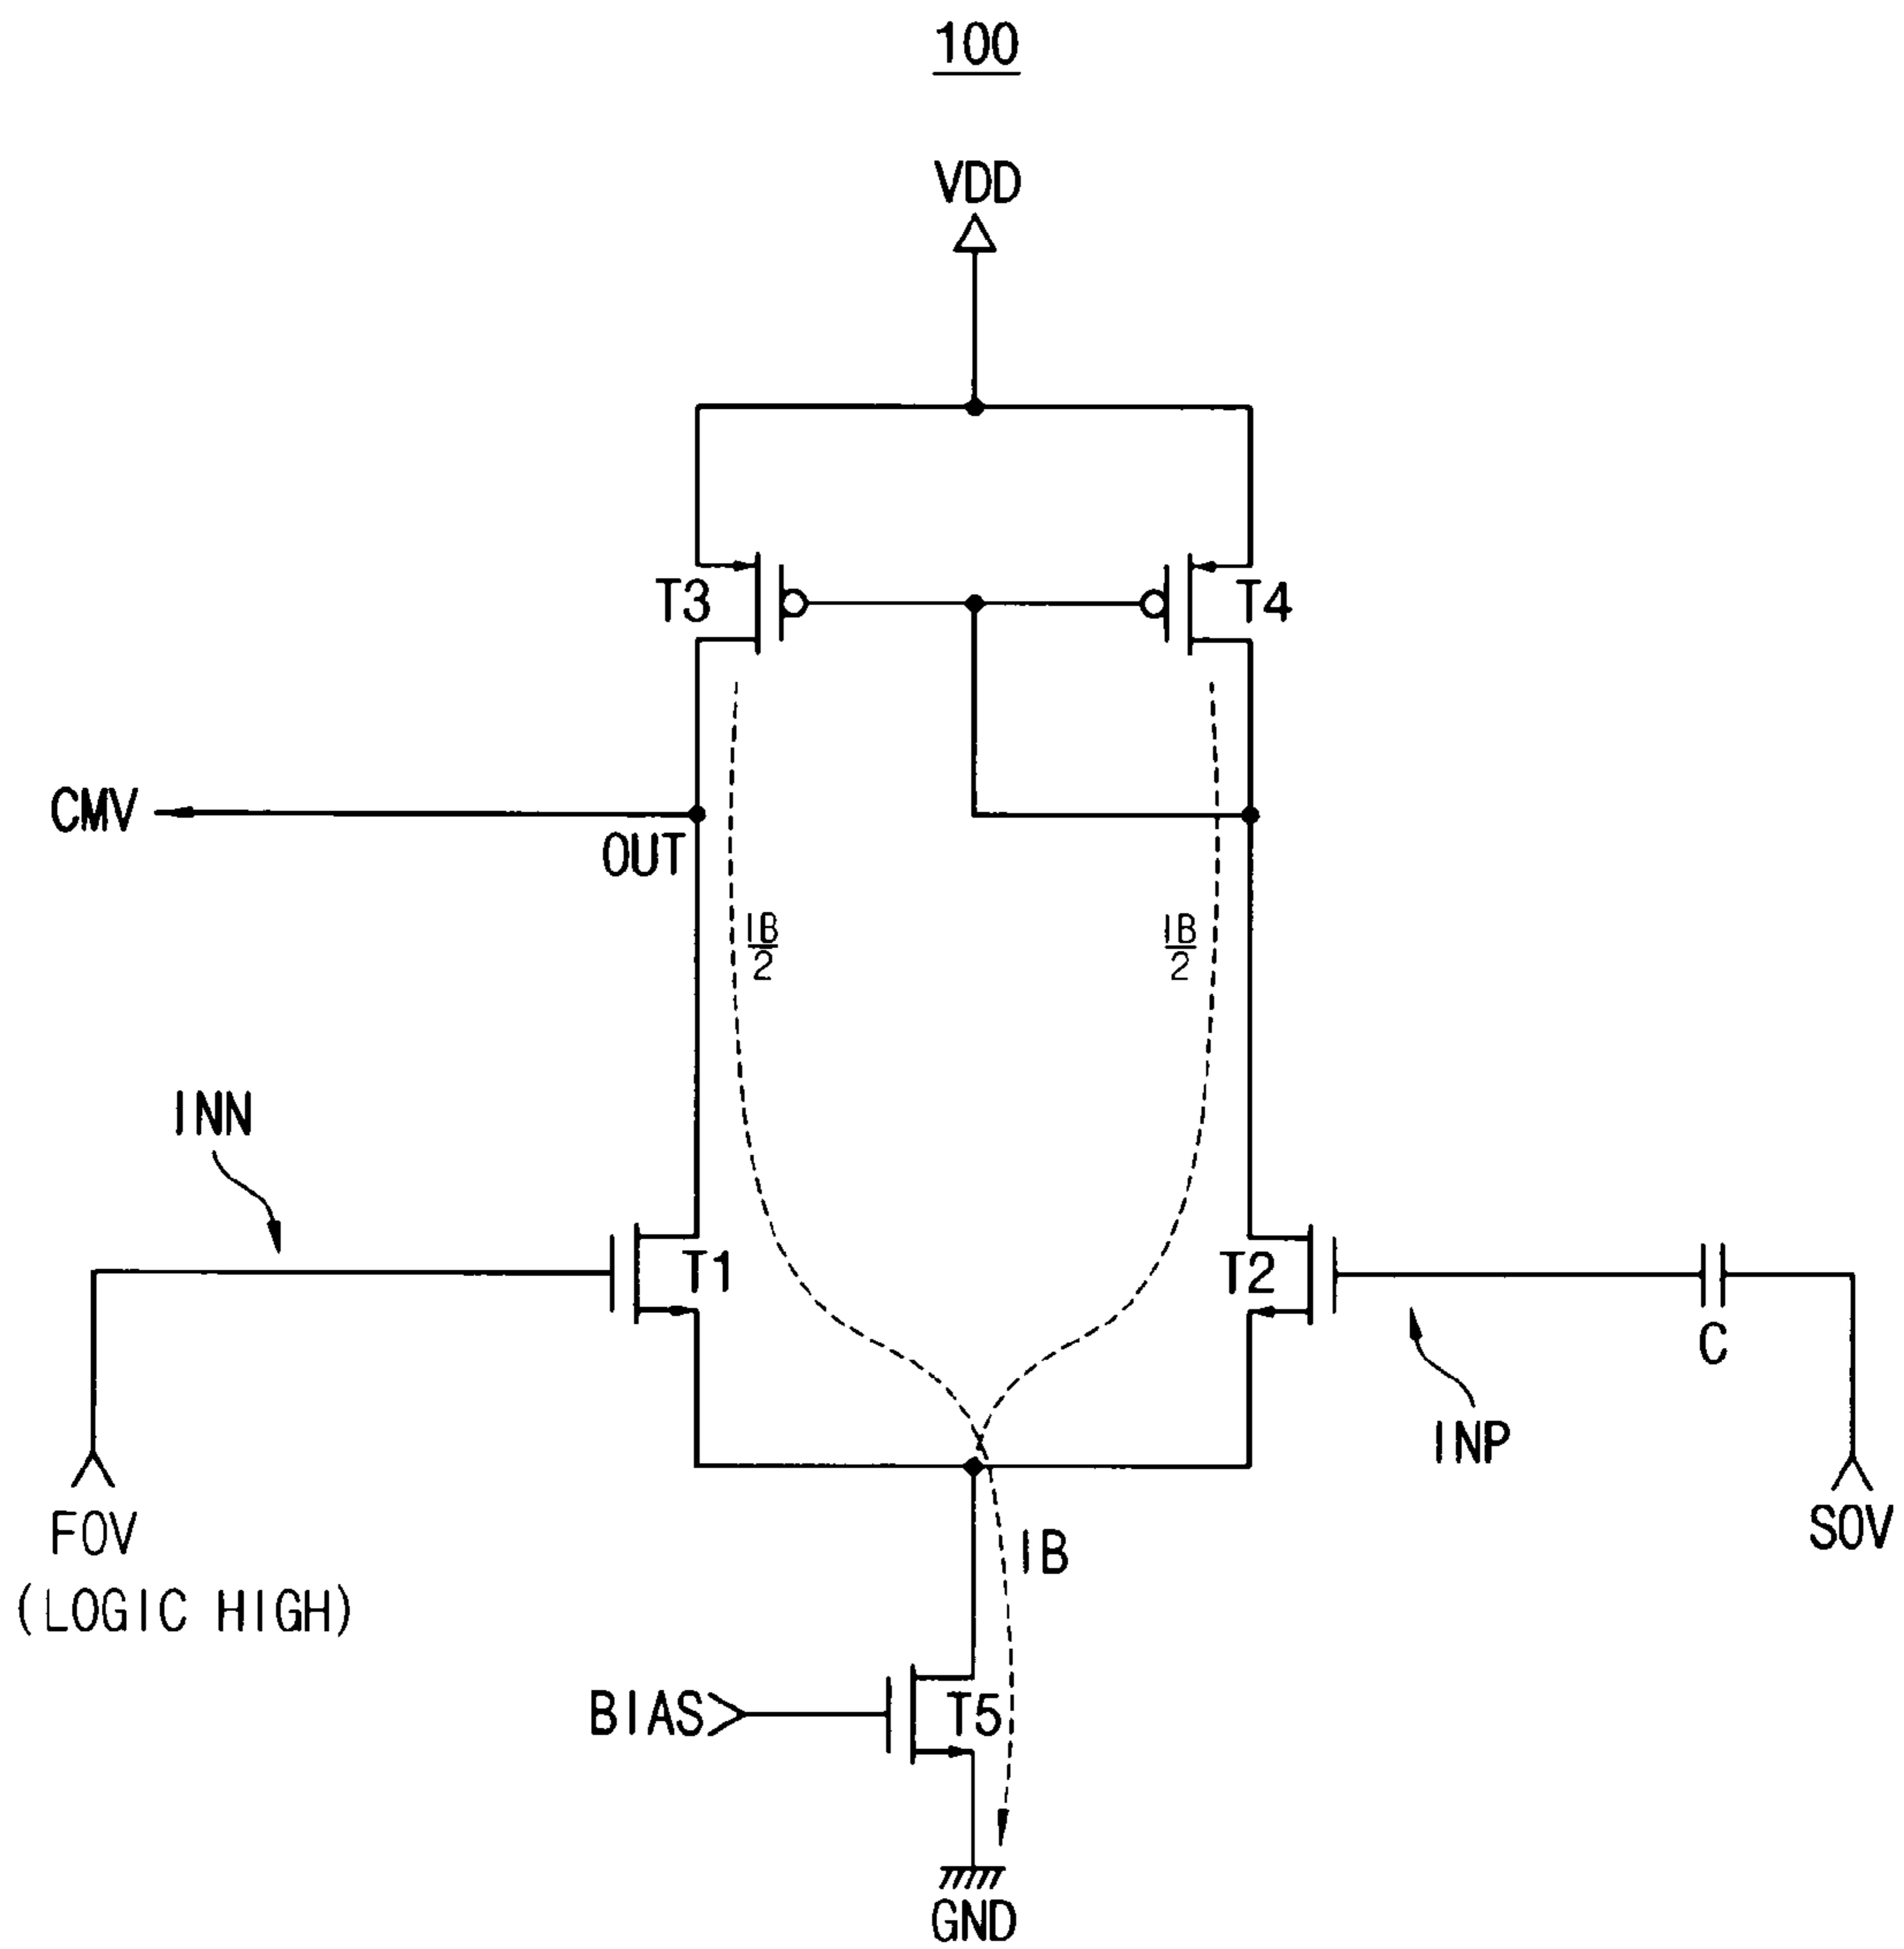 100
VDD
T3
T4
CMV
OUT
IB
2
IB
2
INN
T1
T2
C
INP
FOV
(LOGIC HIGH)
SOV
IB
BIAS
T5
GND